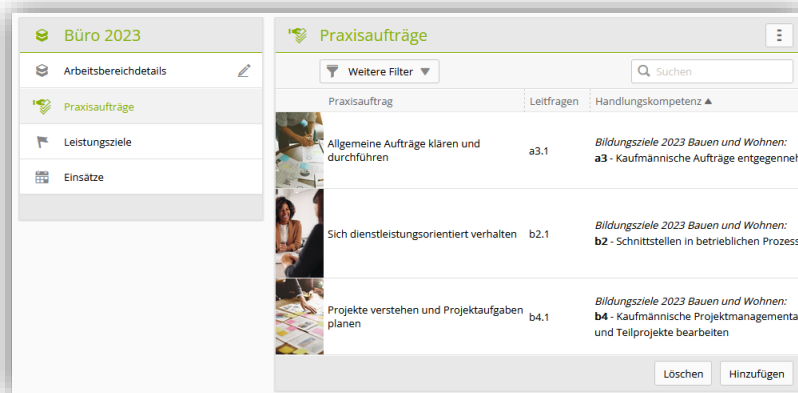 Büro 2023
Arbeitsbereichdetails
Praxisaufträge
Leistungsziele
Einsätze
Praxisaufträge
Weitere Filter
Suchen
Praxisauftrag Leitfragen Handlungskompetenz
Allgemeine Aufträge klären und
durchführen
a3.1
Bildungsziele 2023 Bauen und Wohnen:
a3 - Kaufmännische Aufträge entgegenneh
Sich dienstleistungsorientiert verhalten
b2.1
Bildungsziele 2023 Bauen und Wohnen:
b2 - Schnittstellen in betrieblichen Prozess
Projekte verstehen und Projektaufgaben
planen
b4.1
Bildungsziele 2023 Bauen und Wohnen:
b4 - Kaufmännische Projektmanagementa
und Teilprojekte bearbeiten
Löschen Hinzufügen